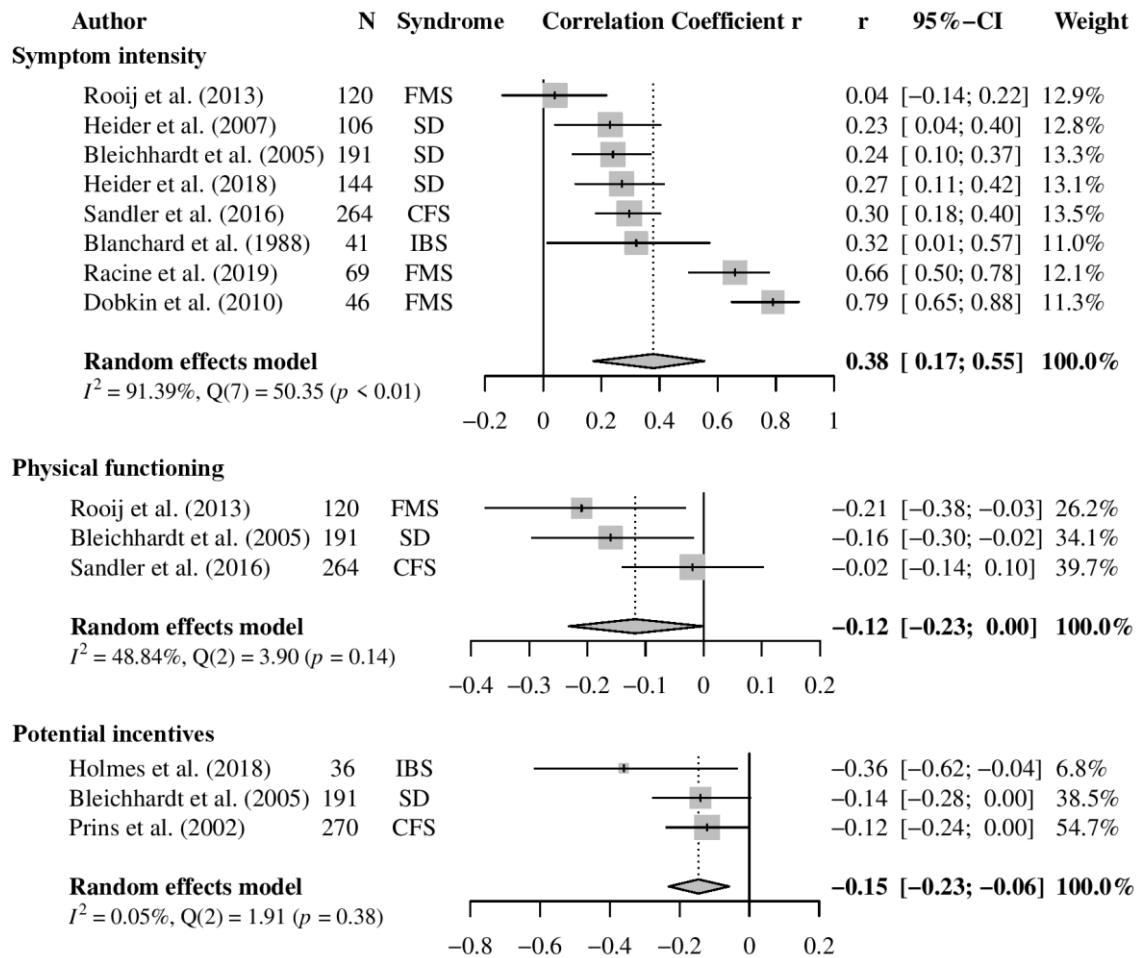 Author N Syndrome Correlation Coefficient r r 95%−CI Weight
Symptom intensity
Rooij et al. (2013) 120 FMS 0.04 [−0.14; 0.22] 12.9%
Heider et al. (2007) 106 SD 0.23 [ 0.04; 0.40] 12.8%
Bleichhardt et al. (2005) 191 SD 0.24 [ 0.10; 0.37] 13.3%
Heider et al. (2018) 144 SD 0.27 [ 0.11; 0.42] 13.1%
Sandler et al. (2016) 264 CFS 0.30 [ 0.18; 0.40] 13.5%
Blanchard et al. (1988) 41 IBS 0.32 [ 0.01; 0.57] 11.0%
Racine et al. (2019) 69 FMS 0.66 [ 0.50; 0.78] 12.1%
Dobkin et al. (2010) 46 FMS 0.79 [ 0.65; 0.88] 11.3%
Random effects model 0.38 [ 0.17; 0.55] 100.0%
I² = 91.39%, Q(7) = 50.35 (p < 0.01)
−0.2 0 0.2 0.4 0.6 0.8 1
Physical functioning
Rooij et al. (2013) 120 FMS −0.21 [−0.38; −0.03] 26.2%
Bleichhardt et al. (2005) 191 SD −0.16 [−0.30; −0.02] 34.1%
Sandler et al. (2016) 264 CFS −0.02 [−0.14; 0.10] 39.7%
Random effects model −0.12 [−0.23; 0.00] 100.0%
I² = 48.84%, Q(2) = 3.90 (p = 0.14)
−0.4 −0.3 −0.2 −0.1 0 0.1 0.2
Potential incentives
Holmes et al. (2018) 36 IBS −0.36 [−0.62; −0.04] 6.8%
Bleichhardt et al. (2005) 191 SD −0.14 [−0.28; 0.00] 38.5%
Prins et al. (2002) 270 CFS −0.12 [−0.24; 0.00] 54.7%
Random effects model −0.15 [−0.23; −0.06] 100.0%
I² = 0.05%, Q(2) = 1.91 (p = 0.38)
−0.8 −0.6 −0.4 −0.2 0 0.2